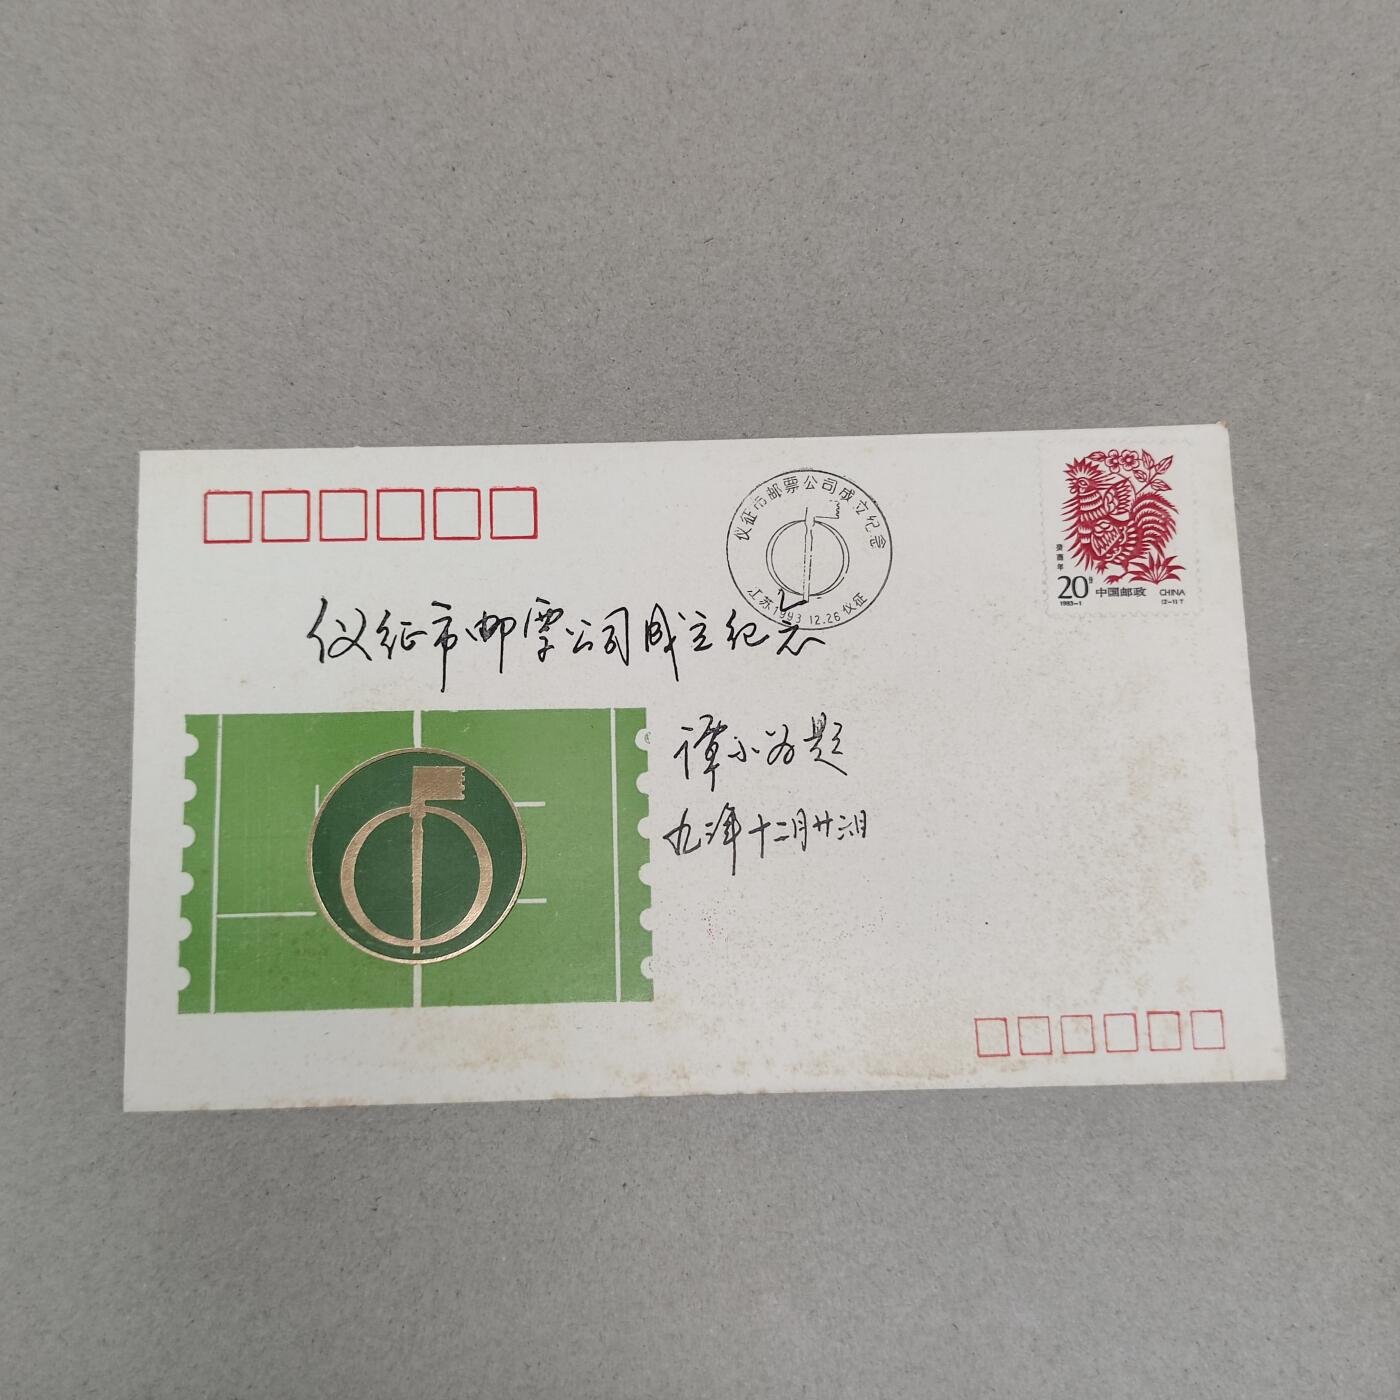 仪征市邮票公司成立纪念
江苏 1993 12.26 仪征
癸酉年
20分 中国邮政 CHINA
1993-1 (2-1)T
仪征市邮票公司成立纪念
谭小为题
九三年十二月廿六日